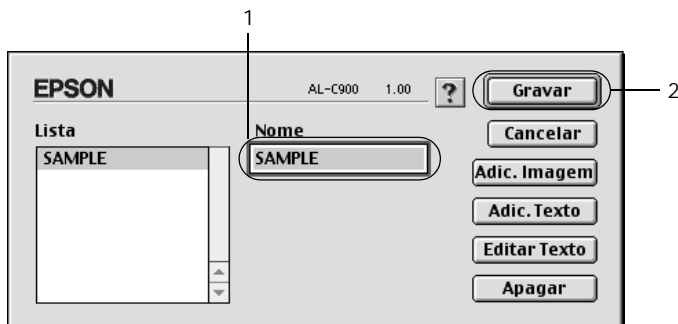 1
EPSON AL-C900 1.00 ? Gravar 2
Lista Nome Cancelar
SAMPLE SAMPLE
Adic. Imagem
Adic. Texto
Editar Texto
Apagar